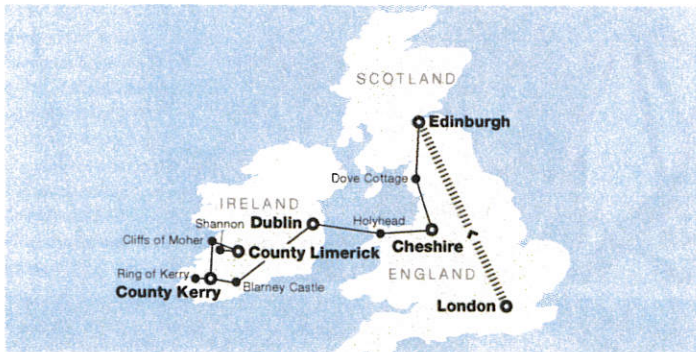 SCOTLAND
Edinburgh
Dove Cottage
IRELAND
Shannon
Dublin
Holyhead
Cliffs of Moher
County Limerick
Cheshire
Ring of Kerry
ENGLAND
County Kerry
Blarney Castle
London